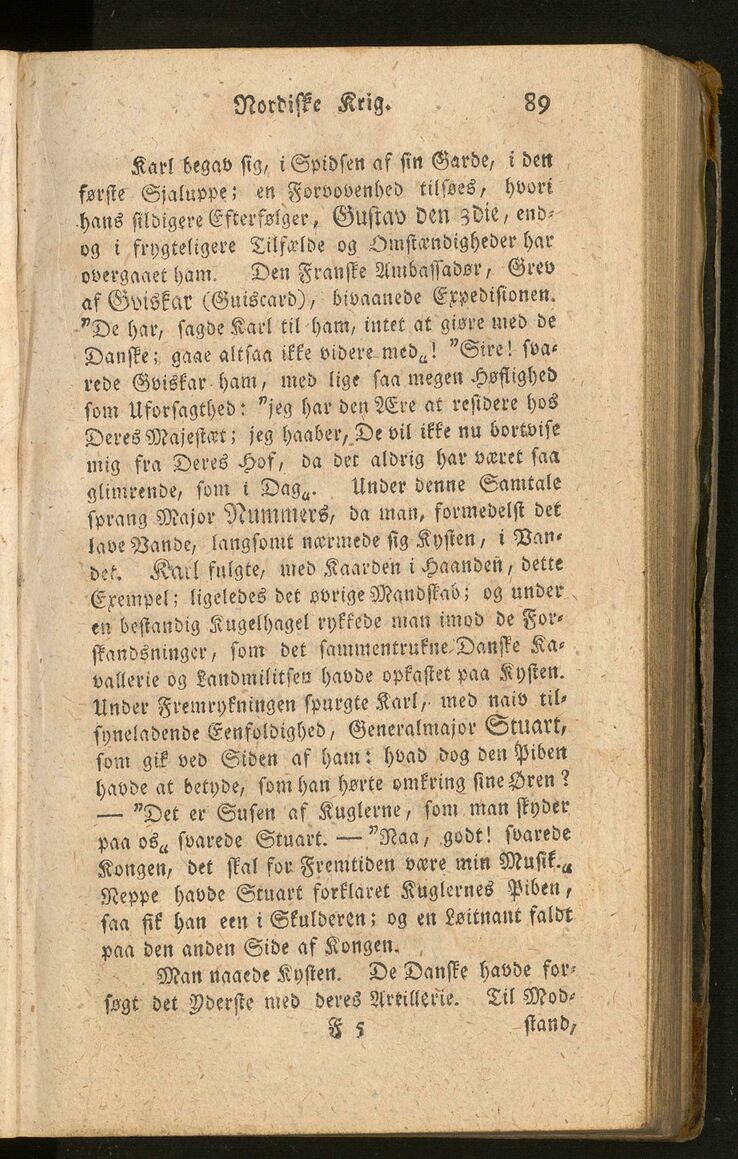 Nordiske Krig. 89
Karl begav sig, i Spidsen af sin Garde, i den
første Sjaluppe; en Forvovenhed tilføes, hvori
hans sildigere Efterfølger, Gustav den 3die, end-
og i frygteligere Tilfælde og Omstændigheder har
overgaaet ham. Den Franske Ambassadør, Grev
af Gviskar (Guiscard), bivaanede Expedisionen.
"De har, sagde Karl til ham, intet at giøre med de
Danske; gaae altsaa ikke videre med„! "Sire! sva-
rede Gviskar ham, med lige saa megen Høflighed
som Uforsagthed: "jeg har den Ære at residere hos
Deres Majestæt; jeg haaber, De vil ikke nu bortvise
mig fra Deres Hof, da det aldrig har været saa
glimrende, som i Dag„. Under denne Samtale
sprang Major Nummers, da man, formedelst det
lave Vande, langsomt nærmede sig Kysten, i Van-
det. Karl fulgte, med Kaarden i Haanden, dette
Exempel; ligeledes det øvrige Mandskab; og under
en bestandig Kugelhagel rykkede man imod de For-
skandsninger, som det sammentrukne Danske Ka-
vallerie og Landmilitsen havde opkastet paa Kysten.
Under Fremrykningen spurgte Karl, med naiv til-
syneladende Eenfoldighed, Generalmajor Stuart,
som gik ved Siden af ham: hvad dog den Piben
havde at betyde, som han hørte omkring sine Øren?
— "Det er Susen af Kuglerne, som man skyder
paa os„ svarede Stuart. — "Naa, godt! svarede
Kongen, det skal for Fremtiden være min Musik.„
Neppe havde Stuart forklaret Kuglernes Piben,
saa fik han een i Skulderen; og en Løitnant faldt
paa den anden Side af Kongen.
Man naaede Kysten. De Danske havde for-
søgt det Yderste med deres Artillerie. Til Mod-
F 5 stand,